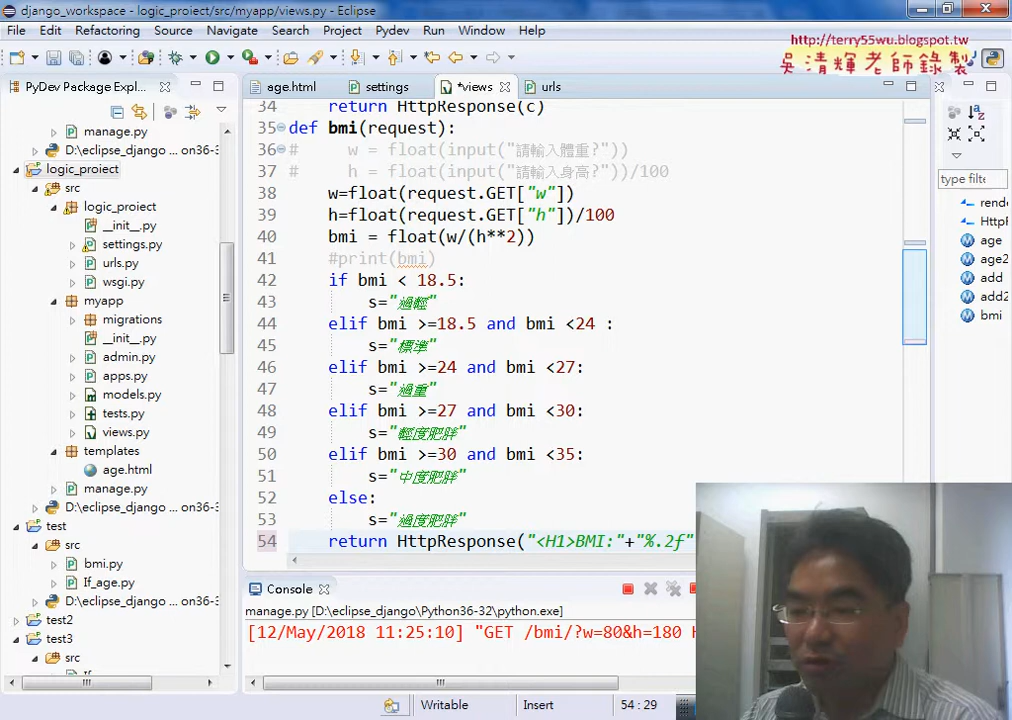 django_workspace - logic_proiect/src/myapp/views.py - Eclipse
File Edit Refactoring Source Navigate Search Project Pydev Run Window Help
http://terry55wu.blogspot.tw
吳清輝老師錄製
PyDev Package Expl...
age.html settings *views urls
manage.py
D:\eclipse_django ... on36-3
logic_proiect
src
logic_proiect
__init__.py
settings.py
urls.py
wsgi.py
myapp
migrations
__init__.py
admin.py
apps.py
models.py
tests.py
views.py
templates
age.html
manage.py
D:\eclipse_django ... on36-3
test
src
bmi.py
If_age.py
D:\eclipse_django ... on36-3
test2
test3
src
34 return HttpResponse(c)
35 def bmi(request):
36 # w = float(input("請輸入體重?"))
37 # h = float(input("請輸入身高?"))/100
38 w=float(request.GET["w"])
39 h=float(request.GET["h"])/100
40 bmi = float(w/(h**2))
41 #print(bmi)
42 if bmi < 18.5:
43 s="過輕"
44 elif bmi >=18.5 and bmi <24 :
45 s="標準"
46 elif bmi >=24 and bmi <27:
47 s="過重"
48 elif bmi >=27 and bmi <30:
49 s="輕度肥胖"
50 elif bmi >=30 and bmi <35:
51 s="中度肥胖"
52 else:
53 s="過度肥胖"
54 return HttpResponse("<H1>BMI:"+"%.2f"
type filte
rende
HttpF
age
age2
add
add2
bmi
Console
manage.py [D:\eclipse_django\Python36-32\python.exe]
[12/May/2018 11:25:10] "GET /bmi/?w=80&h=180 H
Writable Insert 54 : 29